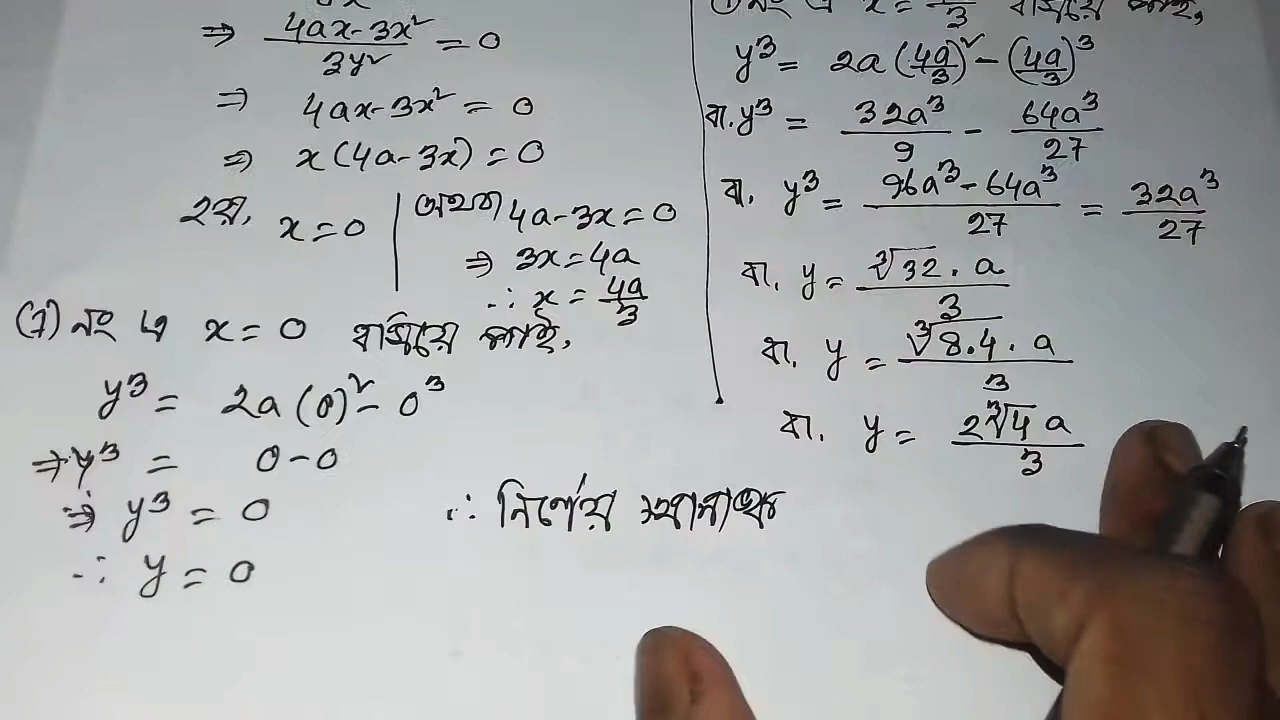 ⇒ 4ax-3x²/3y² = 0
⇒ 4ax-3x² = 0
⇒ x(4a-3x) = 0
হয়, x = 0
অথবা 4a-3x = 0
⇒ 3x = 4a
∴ x = 4a/3
(1) নং এ x = 0 বসিয়ে পাই,
y³ = 2a(0)² - 0³
⇒ y³ = 0-0
⇒ y³ = 0
∴ y = 0
নং এ x = /3 বসিয়ে পাই,
y³ = 2a(4a/3)² - (4a/3)³
বা. y³ = 32a³/9 - 64a³/27
বা. y³ = 96a³-64a³/27 = 32a³/27
বা. y = ∛32 . a/3
বা. y = ∛8.4 . a/3
বা. y = 2∛4 a/3
∴ নির্ণেয় স্থানাঙ্ক